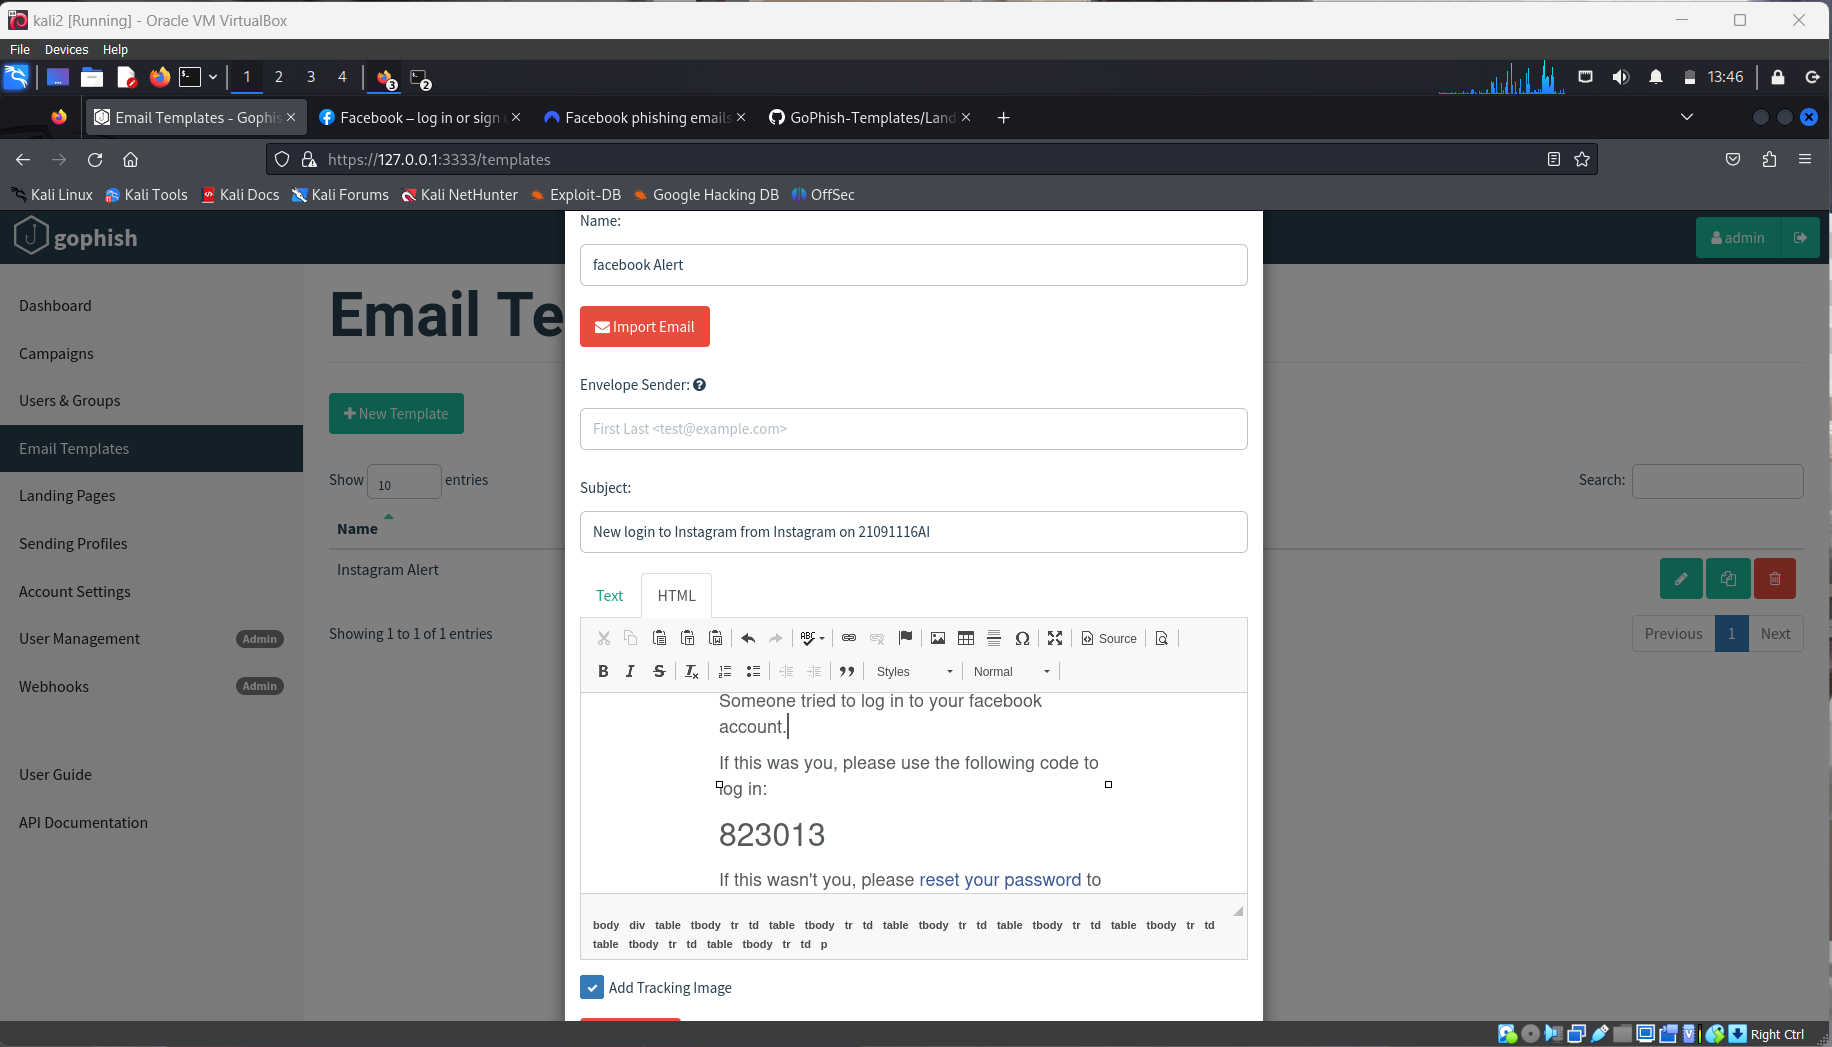 kali2 [Running] - Oracle VM VirtualBox
File Devices Help
1 2 3 4 3 2 13:46
Email Templates - Gophis Facebook – log in or sign u Facebook phishing emails GoPhish-Templates/Land
https://127.0.0.1:3333/templates
Kali Linux Kali Tools Kali Docs Kali Forums Kali NetHunter Exploit-DB Google Hacking DB OffSec
gophish
admin
Dashboard
Campaigns
Users & Groups
Email Templates
Landing Pages
Sending Profiles
Account Settings
User Management Admin
Webhooks Admin
User Guide
API Documentation
Email Te
New Template
Show 10 entries
Search:
Name
Instagram Alert
Showing 1 to 1 of 1 entries
Previous 1 Next
Name:
facebook Alert
Import Email
Envelope Sender:
First Last <test@example.com>
Subject:
New login to Instagram from Instagram on 21091116AI
Text HTML
ABC Source
B I S Styles Normal
Someone tried to log in to your facebook
account.
If this was you, please use the following code to
log in:
823013
If this wasn't you, please reset your password to
body div table tbody tr td table tbody tr td table tbody tr td table tbody tr td table tbody tr td
table tbody tr td table tbody tr td p
Add Tracking Image
Right Ctrl